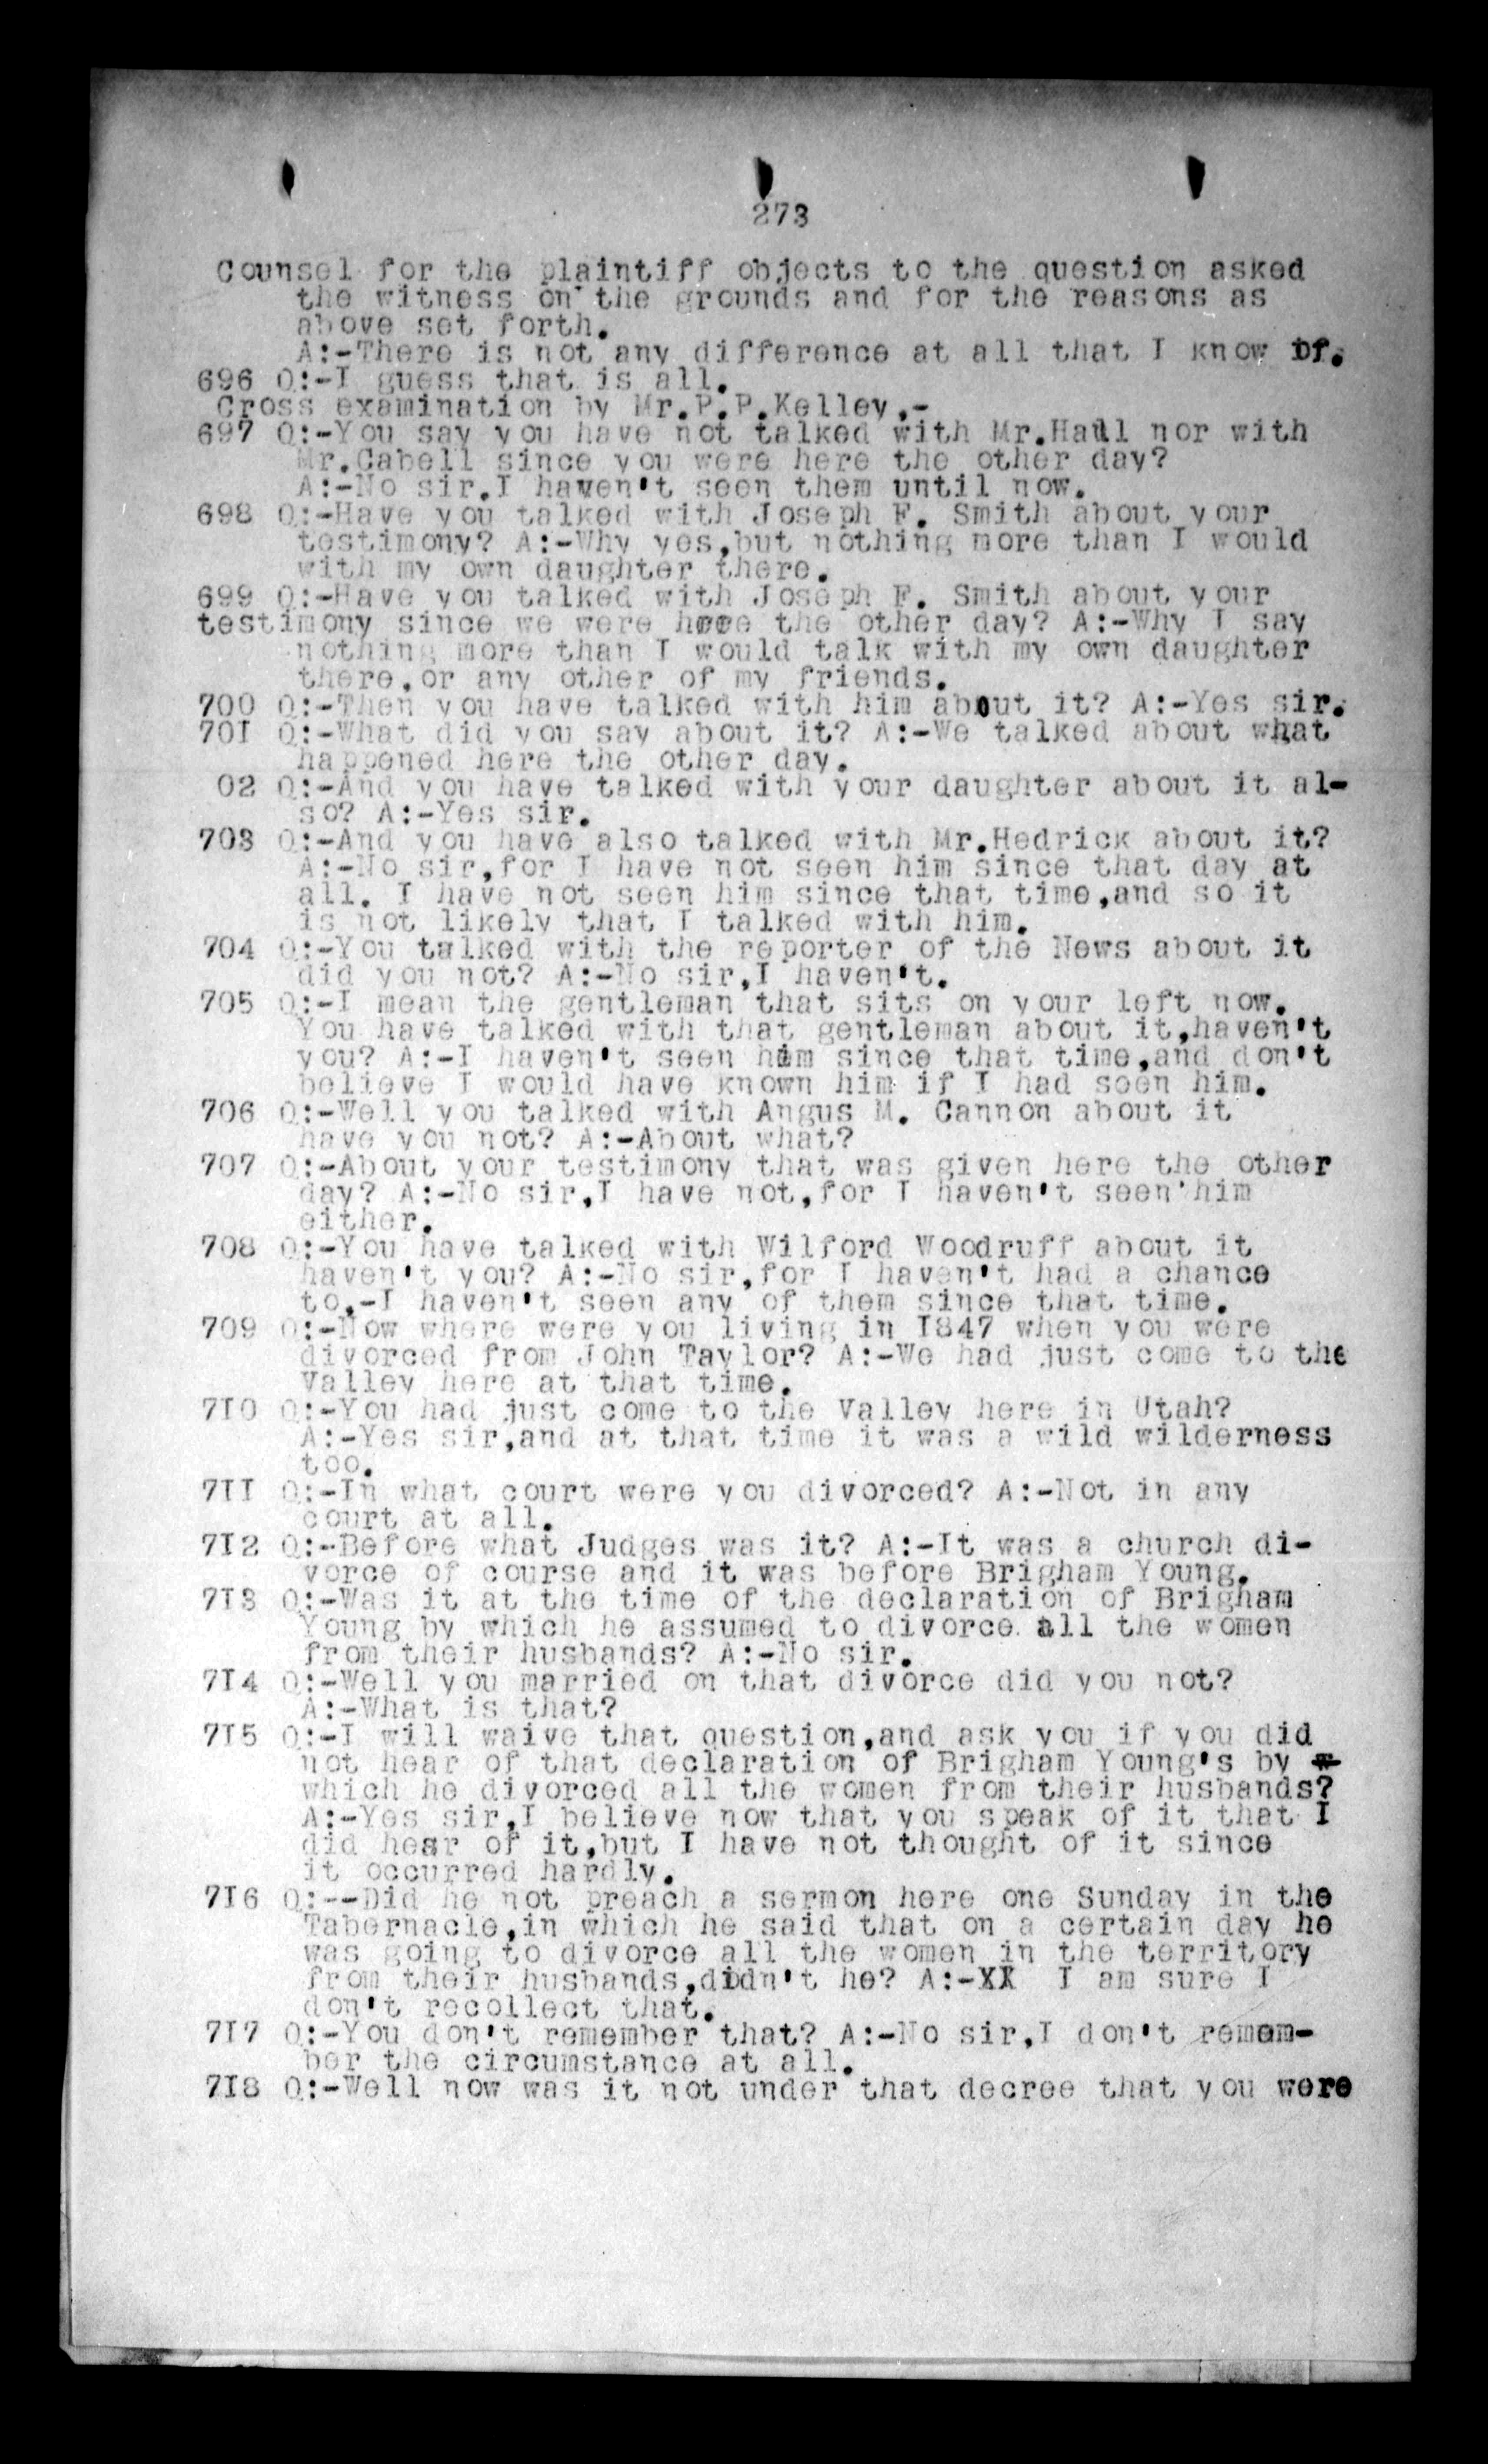 273
Counsel for the plaintiff objects to the question asked
the witness on the grounds and for the reasons as
above set forth.
A:-There is not any difference at all that I know of.
696 Q:-I guess that is all.
Cross examination by Mr.P.P.Kelley,-
697 Q:-You say you have not talked with Mr.Hall nor with
Mr.Cabell since you were here the other day?
A:-No sir.I haven't seen them until now.
698 Q:-Have you talked with Joseph F. Smith about your
testimony? A:-Why yes,but nothing more than I would
with my own daughter there.
699 Q:-Have you talked with Joseph F. Smith about your
testimony since we were here the other day? A:-Why I say
nothing more than I would talk with my own daughter
there,or any other of my friends.
700 Q:-Then you have talked with him about it? A:-Yes sir.
70I Q:-What did you say about it? A:-We talked about what
happened here the other day.
02 Q:-And you have talked with your daughter about it al-
so? A:-Yes sir.
703 Q:-And you have also talked with Mr.Hedrick about it?
A:-No sir,for I have not seen him since that day at
all. I have not seen him since that time,and so it
is not likely that I talked with him.
704 Q:-You talked with the reporter of the News about it
did you not? A:-No sir,I haven't.
705 Q:-I mean the gentleman that sits on your left now.
You have talked with that gentleman about it,haven't
you? A:-I haven't seen him since that time,and don't
believe I would have known him if I had seen him.
706 Q:-Well you talked with Angus M. Cannon about it
have you not? A:-About what?
707 Q:-About your testimony that was given here the other
day? A:-No sir,I have not,for I haven't seen him
either.
708 Q:-You have talked with Wilford Woodruff about it
haven't you? A:-No sir,for I haven't had a chance
to,-I haven't seen any of them since that time.
709 Q:-Now where were you living in I847 when you were
divorced from John Taylor? A:-We had just come to the
Valley here at that time.
7I0 Q:-You had just come to the Valley here in Utah?
A:-Yes sir,and at that time it was a wild wilderness
too.
7II Q:-In what court were you divorced? A:-Not in any
court at all.
7I2 Q:-Before what Judges was it? A:-It was a church di-
vorce of course and it was before Brigham Young.
7I3 Q:-Was it at the time of the declaration of Brigham
Young by which he assumed to divorce all the women
from their husbands? A:-No sir.
7I4 Q:-Well you married on that divorce did you not?
A:-What is that?
7I5 Q:-I will waive that question,and ask you if you did
not hear of that declaration of Brigham Young's by
which he divorced all the women from their husbands?
A:-Yes sir,I believe now that you speak of it that I
did hear of it,but I have not thought of it since
it occurred hardly.
7I6 Q:--Did he not preach a sermon here one Sunday in the
Tabernacle,in which he said that on a certain day he
was going to divorce all the women in the territory
from their husbands,didn't he? A:-XX I am sure I
don't recollect that.
7I7 Q:-You don't remember that? A:-No sir,I don't remem-
ber the circumstance at all.
7I8 Q:-Well now was it not under that decree that you were